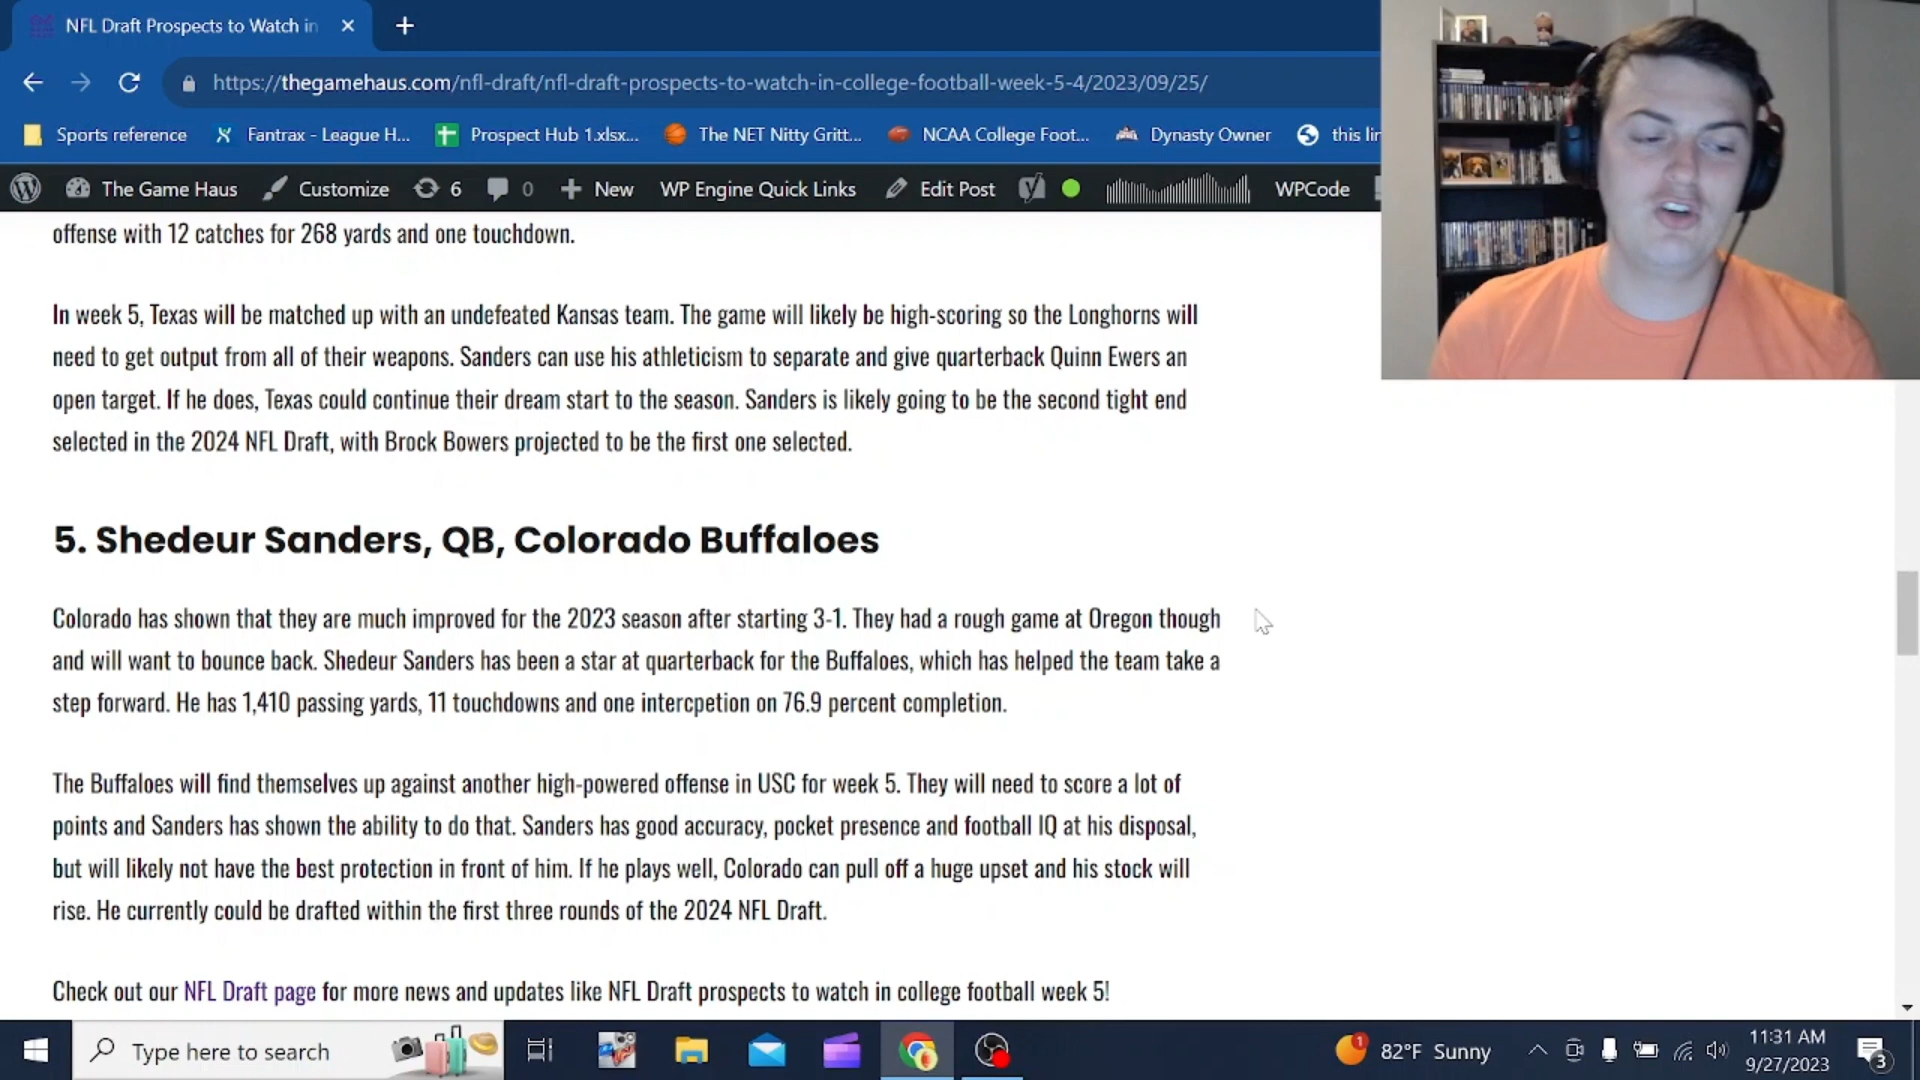 NFL Draft Prospects to Watch in
https://thegamehaus.com/nfl-draft/nfl-draft-prospects-to-watch-in-college-football-week-5-4/2023/09/25/
Sports reference Fantrax - League H... Prospect Hub 1.xlsx... The NET Nitty Gritt... NCAA College Foot... Dynasty Owner this lin
The Game Haus Customize 6 0 New WP Engine Quick Links Edit Post WPCode
offense with 12 catches for 268 yards and one touchdown.
In week 5, Texas will be matched up with an undefeated Kansas team. The game will likely be high-scoring so the Longhorns will
need to get output from all of their weapons. Sanders can use his athleticism to separate and give quarterback Quinn Ewers an
open target. If he does, Texas could continue their dream start to the season. Sanders is likely going to be the second tight end
selected in the 2024 NFL Draft, with Brock Bowers projected to be the first one selected.
5. Shedeur Sanders, QB, Colorado Buffaloes
Colorado has shown that they are much improved for the 2023 season after starting 3-1. They had a rough game at Oregon though
and will want to bounce back. Shedeur Sanders has been a star at quarterback for the Buffaloes, which has helped the team take a
step forward. He has 1,410 passing yards, 11 touchdowns and one intercpetion on 76.9 percent completion.
The Buffaloes will find themselves up against another high-powered offense in USC for week 5. They will need to score a lot of
points and Sanders has shown the ability to do that. Sanders has good accuracy, pocket presence and football IQ at his disposal,
but will likely not have the best protection in front of him. If he plays well, Colorado can pull off a huge upset and his stock will
rise. He currently could be drafted within the first three rounds of the 2024 NFL Draft.
Check out our NFL Draft page for more news and updates like NFL Draft prospects to watch in college football week 5!
Type here to search
1 82°F Sunny
11:31 AM
9/27/2023
3